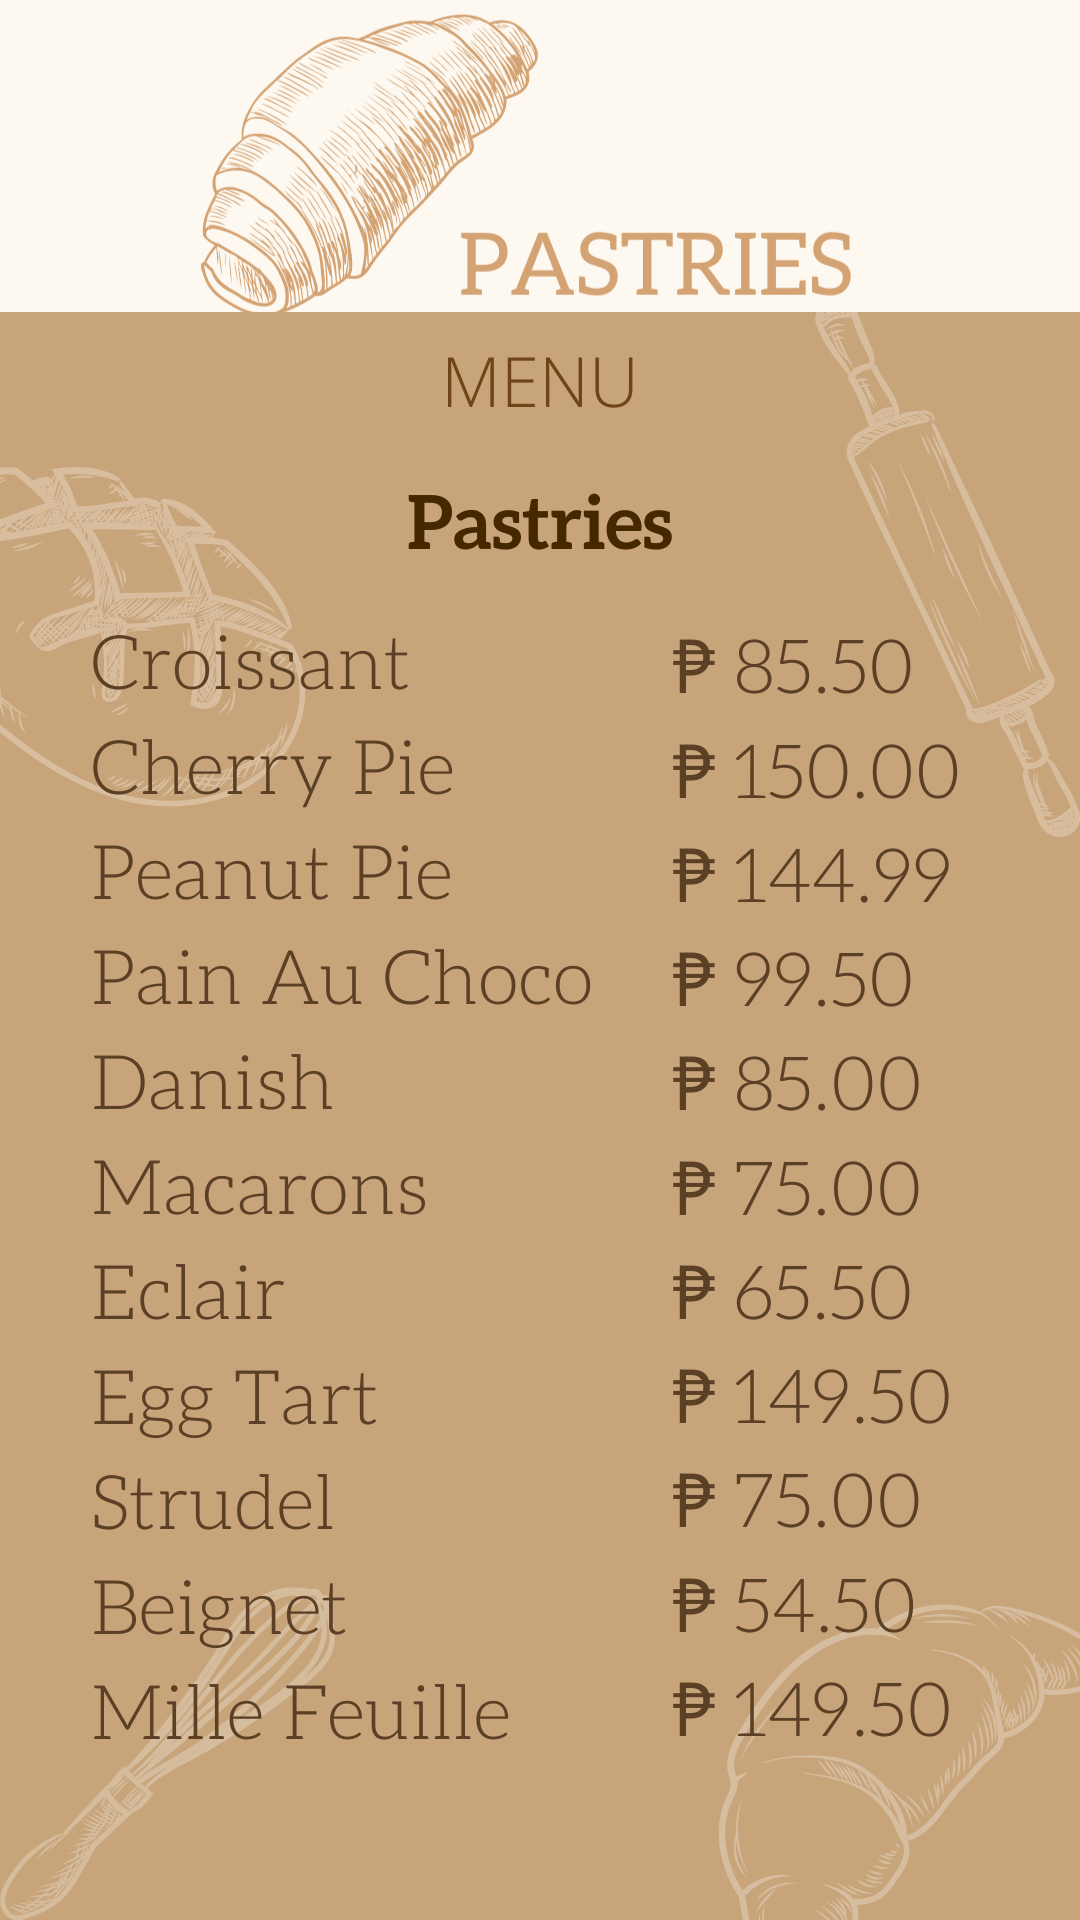 PASTRIES
MENU
Pastries
Croissant ₱ 85.50
Cherry Pie ₱ 150.00
Peanut Pie ₱ 144.99
Pain Au Choco ₱ 99.50
Danish ₱ 85.00
Macarons ₱ 75.00
Eclair ₱ 65.50
Egg Tart ₱ 149.50
Strudel ₱ 75.00
Beignet ₱ 54.50
Mille Feuille ₱ 149.50